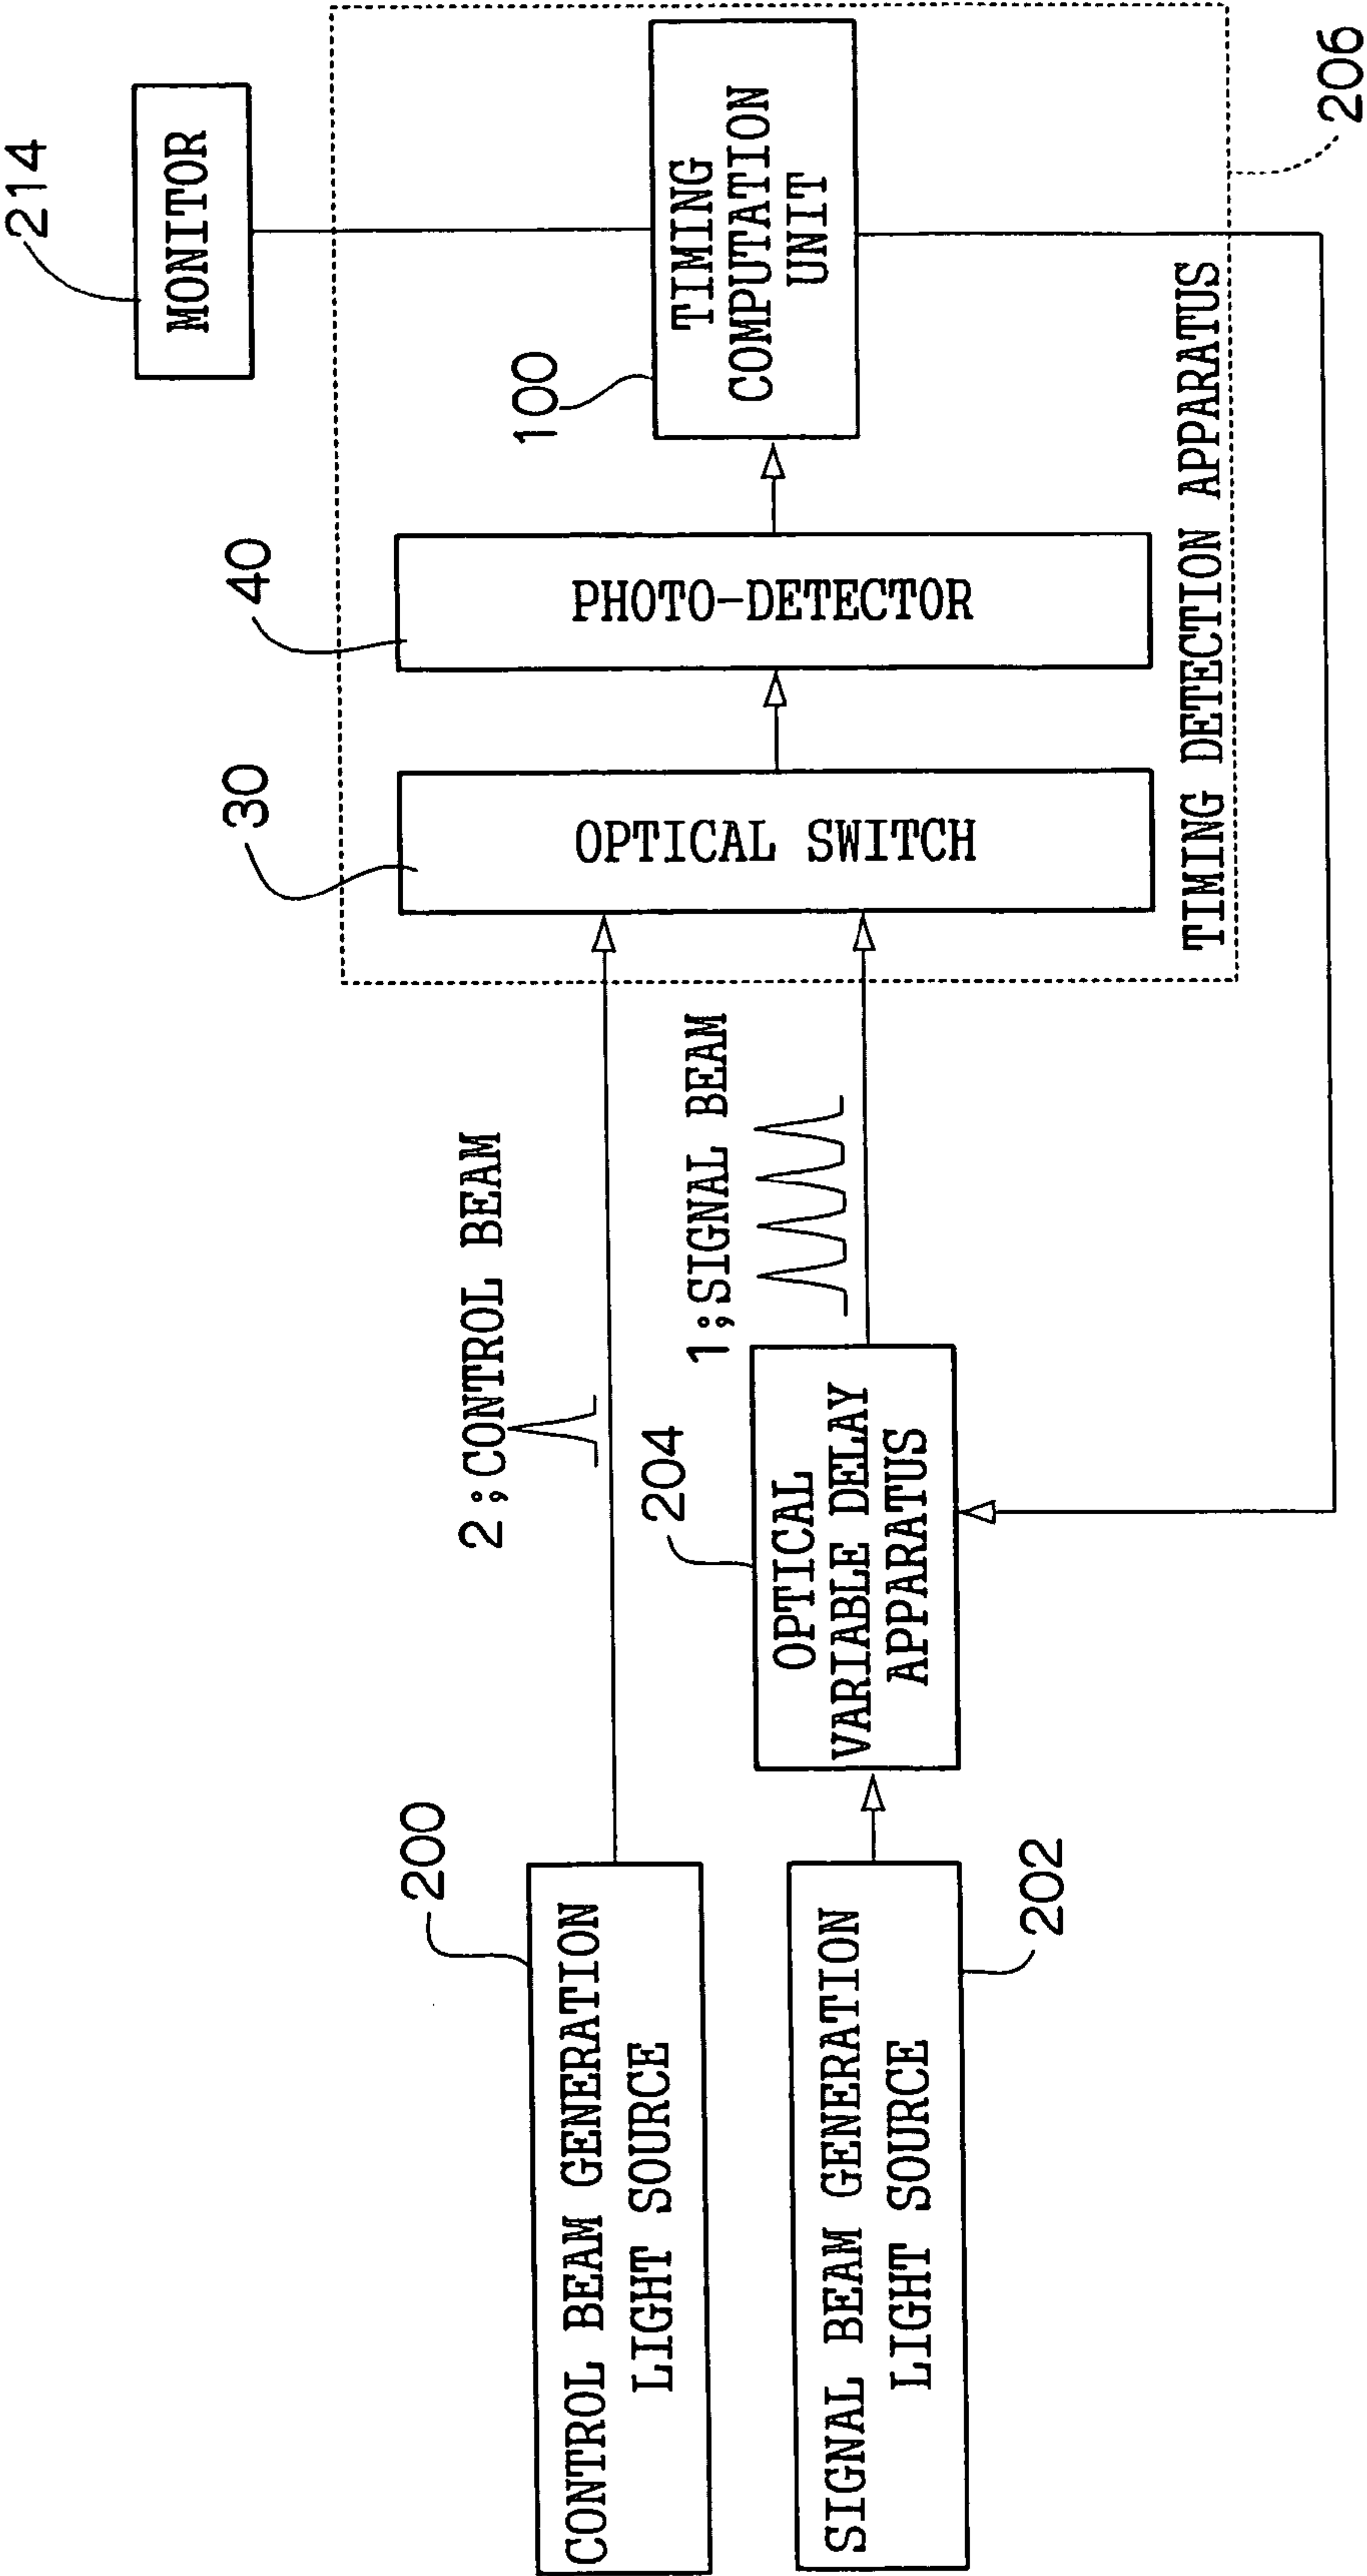 214
MONITOR
200
CONTROL BEAM GENERATION
LIGHT SOURCE
2;CONTROL BEAM
30
OPTICAL SWITCH
40
PHOTO-DETECTOR
100
TIMING
COMPUTATION
UNIT
SIGNAL BEAM GENERATION
LIGHT SOURCE
202
204
OPTICAL
VARIABLE DELAY
APPARATUS
1;SIGNAL BEAM
TIMING DETECTION APPARATUS
206